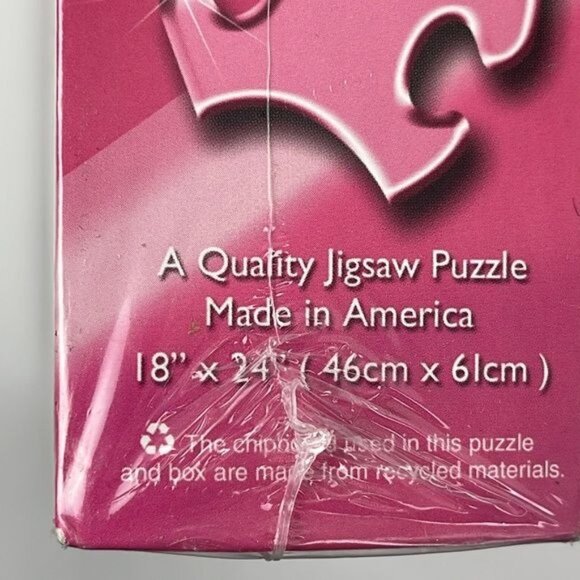 A Quality Jigsaw Puzzle
Made in America
18” x 24” ( 46cm x 61cm )
The chipboard used in this puzzle
and box are made from recycled materials.